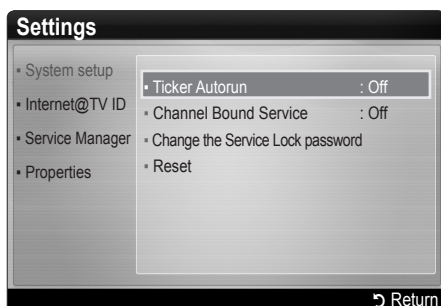 Settings
System setup
Internet@TV ID
Service Manager
Properties
Ticker Autorun : Off
Channel Bound Service : Off
Change the Service Lock password
Reset
Return